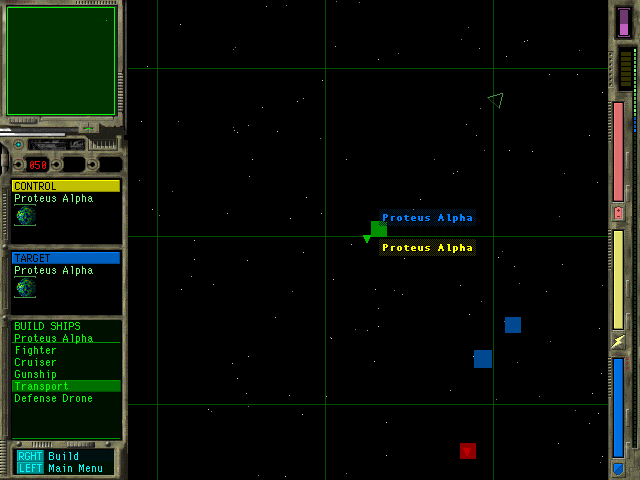 050
CONTROL
Proteus Alpha
TARGET
Proteus Alpha
BUILD SHIPS
Proteus Alpha
Fighter
Cruiser
Gunship
Transport
Defense Drone
RGHT Build
LEFT Main Menu
Proteus Alpha
Proteus Alpha